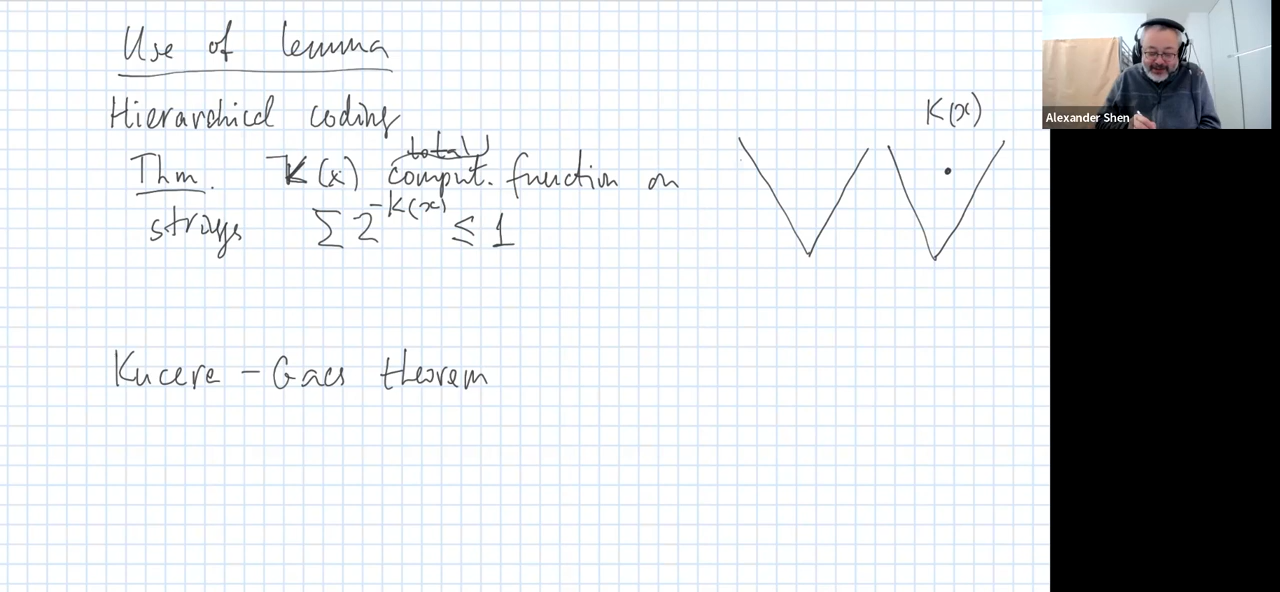 Use of lemma
Hierarchical coding
total
Thm. K(x) comput. function on
strings ∑ 2^{-K(x)} ≤ 1
Kucera - Gacs theorem
K(x)
Alexander Shen